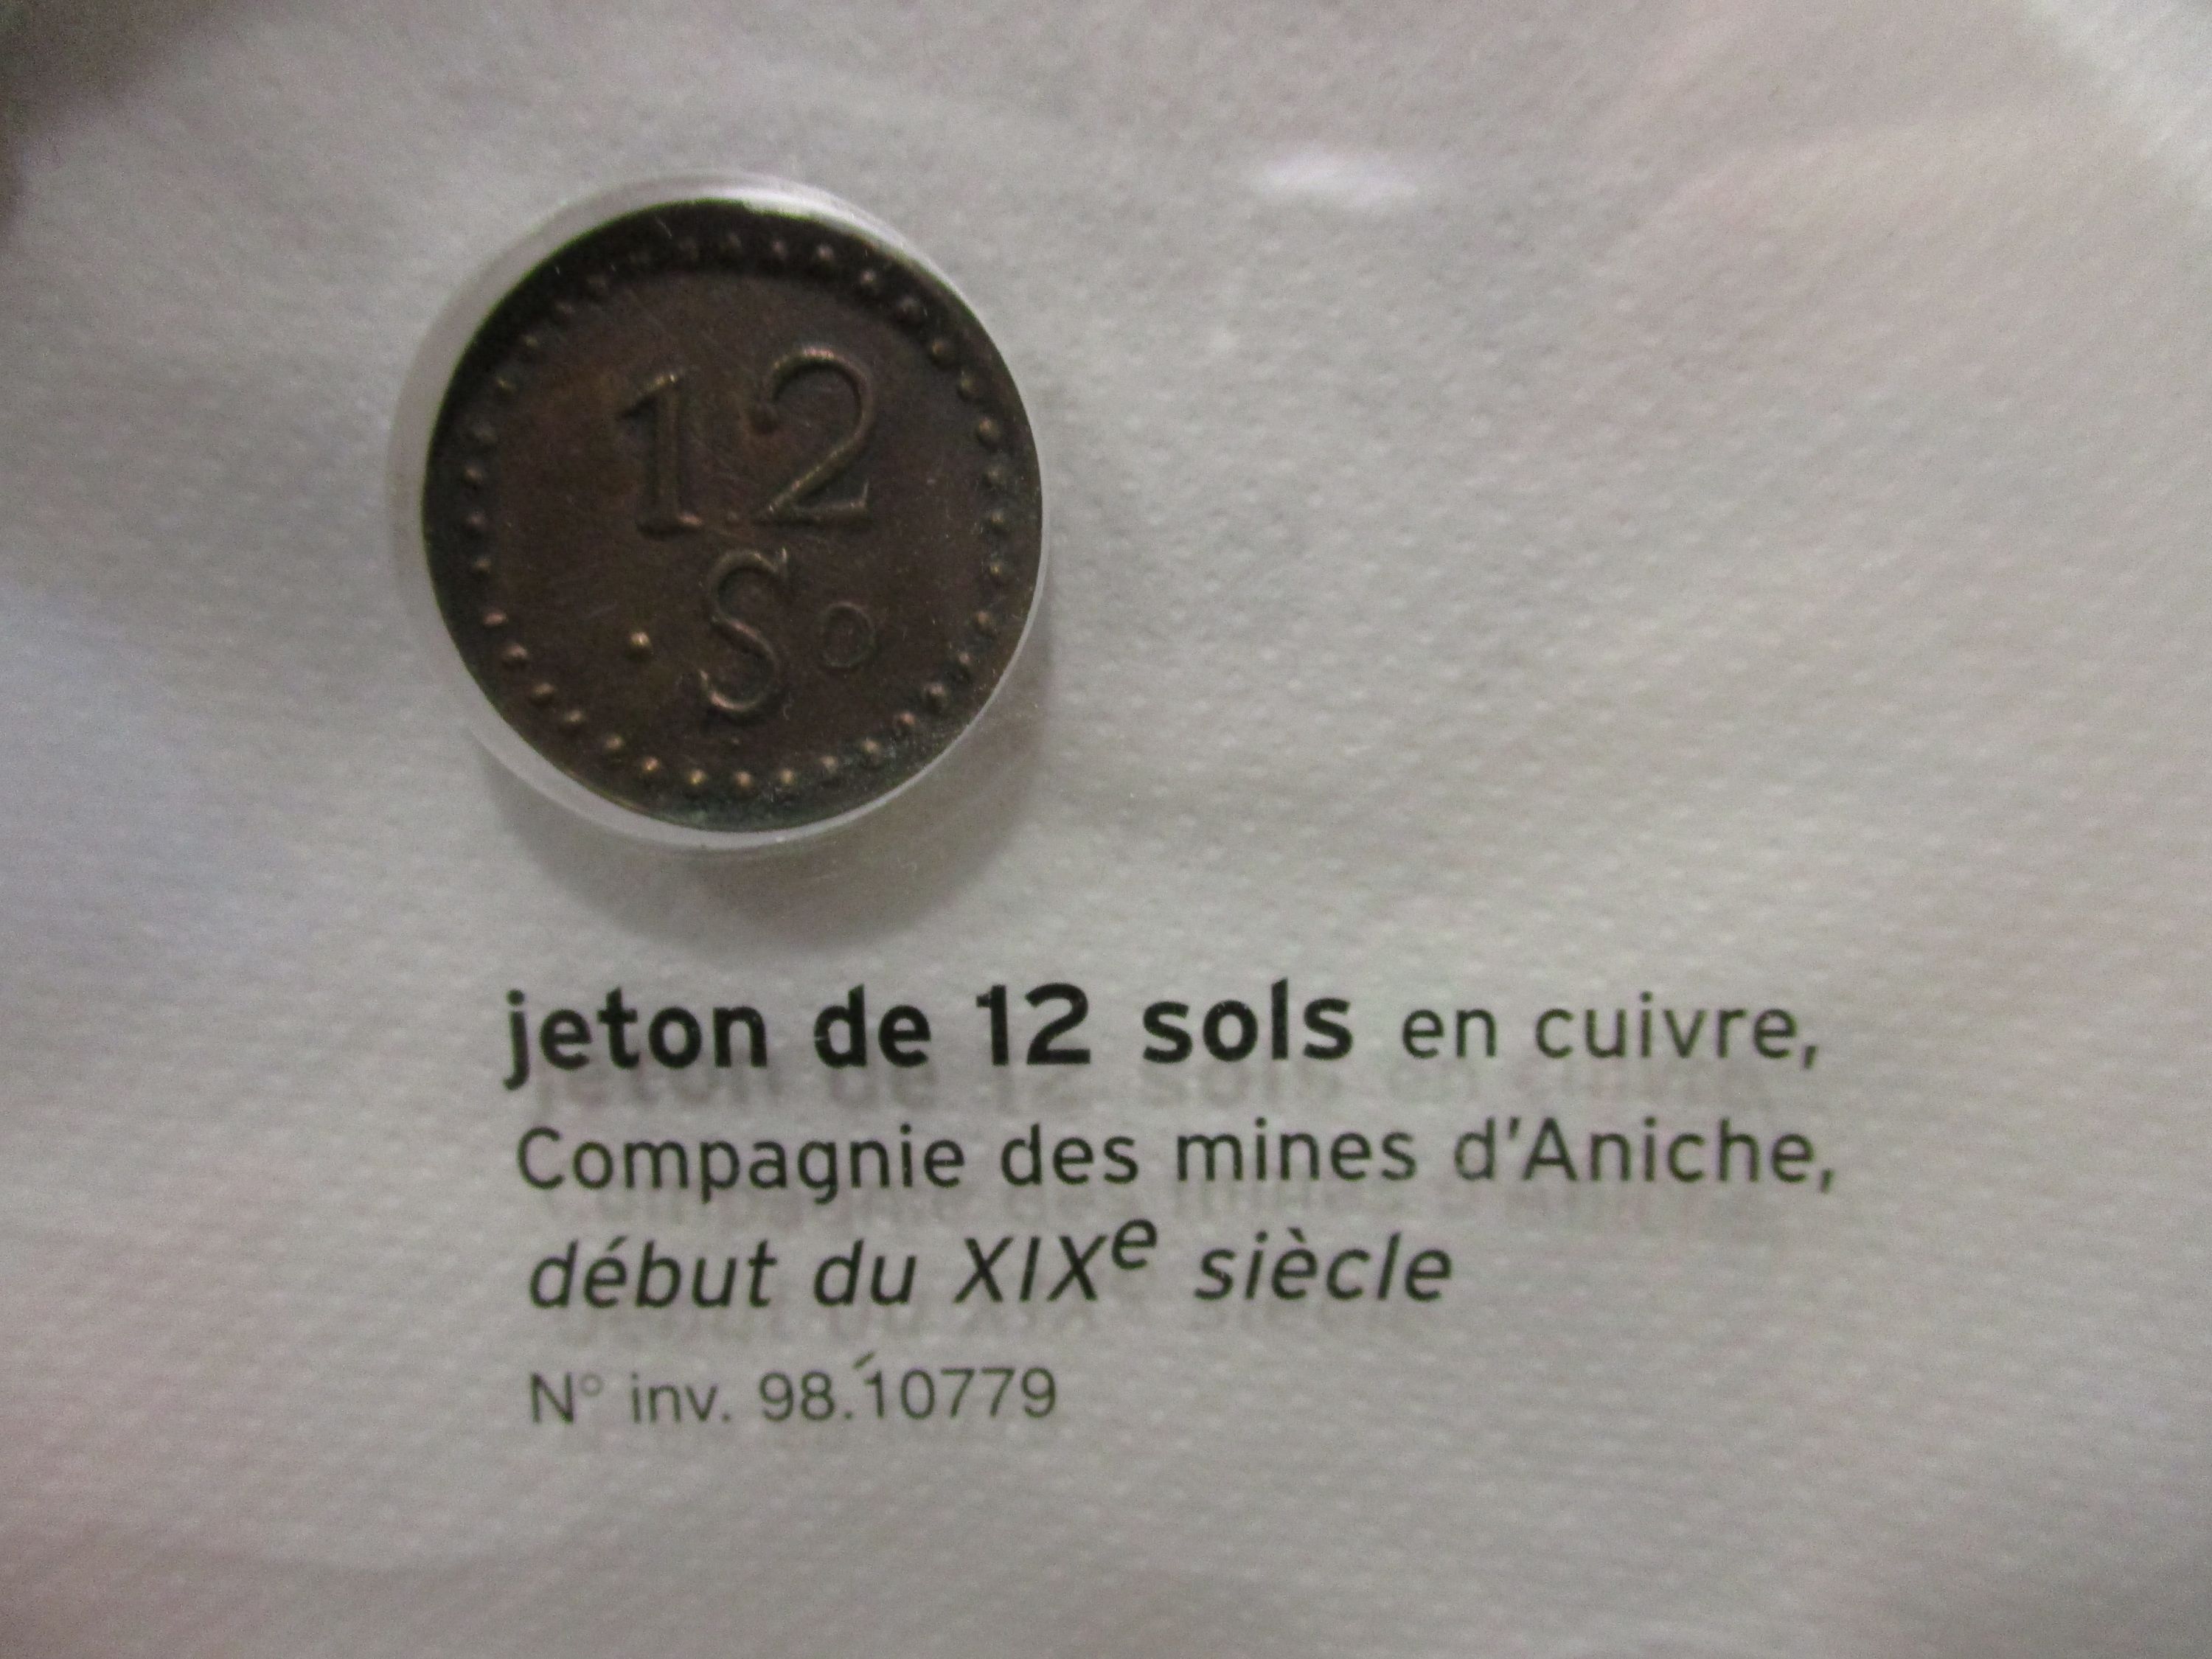 12
So
jeton de 12 sols en cuivre,
Compagnie des mines d'Aniche,
début du XIXe siècle
N° inv. 98.10779